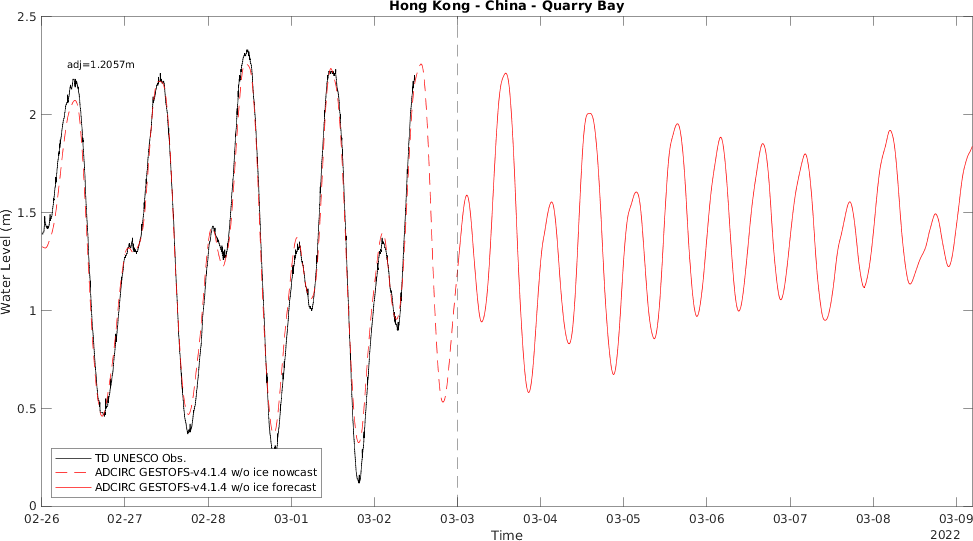 Hong Kong - China - Quarry Bay
2.5
adj=1.2057m
2
1.5
Water Level (m)
1
0.5
TD UNESCO Obs.
ADCIRC GESTOFS-v4.1.4 w/o ice nowcast
ADCIRC GESTOFS-v4.1.4 w/o ice forecast
0
02-26 02-27 02-28 03-01 03-02 03-03 03-04 03-05 03-06 03-07 03-08 03-09
Time
2022